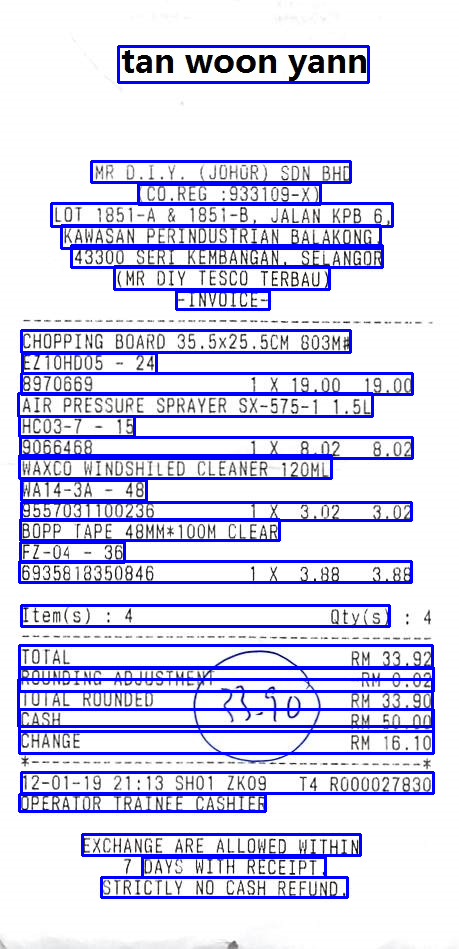 tan woon yann
MR D.I.Y. (JOHOR) SDN BHD
(CO.REG :933109-X)
LOT 1851-A & 1851-B, JALAN KPB 6,
KAWASAN PERINDUSTRIAN BALAKONG,
43300 SERI KEMBANGAN, SELANGOR
(MR DIY TESCO TERBAU)
-INVOICE-
CHOPPING BOARD 35.5x25.5CM 803M#
EZ10HD05 - 24
8970669 1 X 19.00 19.00
AIR PRESSURE SPRAYER SX-575-1 1.5L
HC03-7 - 15
9066468 1 X 8.02 8.02
WAXCO WINDSHILED CLEANER 120ML
WA14-3A - 48
9557031100236 1 X 3.02 3.02
BOPP TAPE 48MM*100M CLEAR
FZ-04 - 36
6935818350846 1 X 3.88 3.88
Item(s) : 4 Qty(s) : 4
TOTAL RM 33.92
ROUNDING ADJUSTMENT RM 0.02
TOTAL ROUNDED RM 33.90
33.90
CASH RM 50.00
CHANGE RM 16.10
12-01-19 21:13 SH01 ZK09 T4 R000027830
OPERATOR TRAINEE CASHIER
EXCHANGE ARE ALLOWED WITHIN
7 DAYS WITH RECEIPT.
STRICTLY NO CASH REFUND.